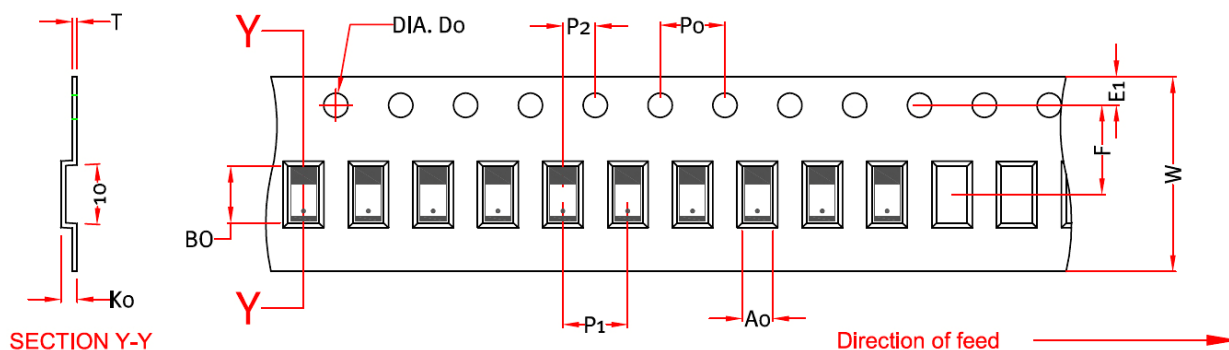 T
Y
DIA. Do
P2
Po
E1
F
W
10
BO
Ko
Y
P1
Ao
SECTION Y-Y
Direction of feed